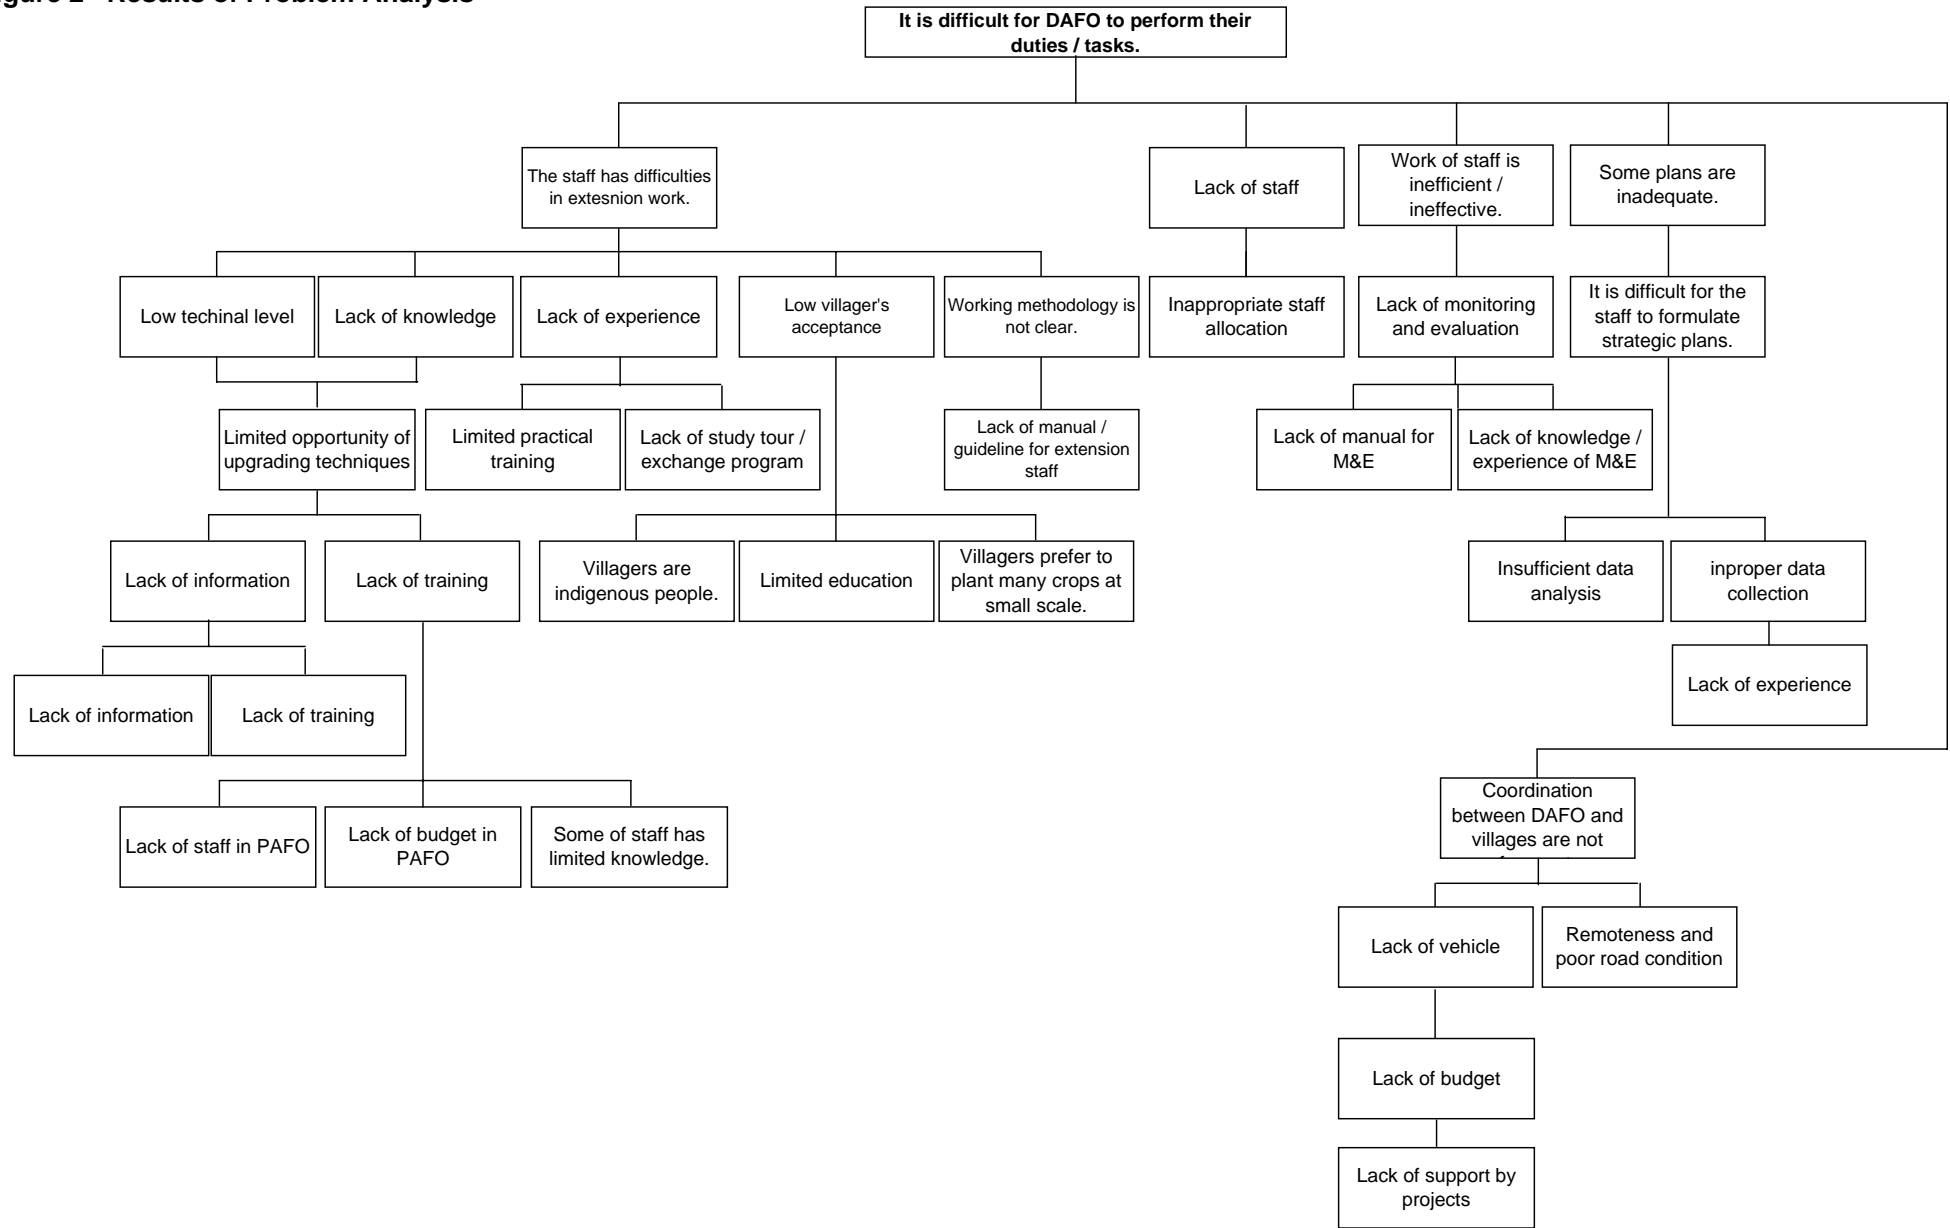 gure 2 Results of Problem Analysis
It is difficult for DAFO to perform their
duties / tasks.
The staff has difficulties
in extesnion work.
Lack of staff
Work of staff is
inefficient /
ineffective.
Some plans are
inadequate.
Low techinal level
Lack of knowledge
Lack of experience
Low villager's
acceptance
Working methodology is
not clear.
Inappropriate staff
allocation
Lack of monitoring
and evaluation
It is difficult for the
staff to formulate
strategic plans.
Limited opportunity of
upgrading techniques
Limited practical
training
Lack of study tour /
exchange program
Lack of manual /
guideline for extension
staff
Lack of manual for
M&E
Lack of knowledge /
experience of M&E
Lack of information
Lack of training
Villagers are
indigenous people.
Limited education
Villagers prefer to
plant many crops at
small scale.
Insufficient data
analysis
inproper data
collection
Lack of information
Lack of training
Lack of experience
Lack of staff in PAFO
Lack of budget in
PAFO
Some of staff has
limited knowledge.
Coordination
between DAFO and
villages are not
Lack of vehicle
Remoteness and
poor road condition
Lack of budget
Lack of support by
projects